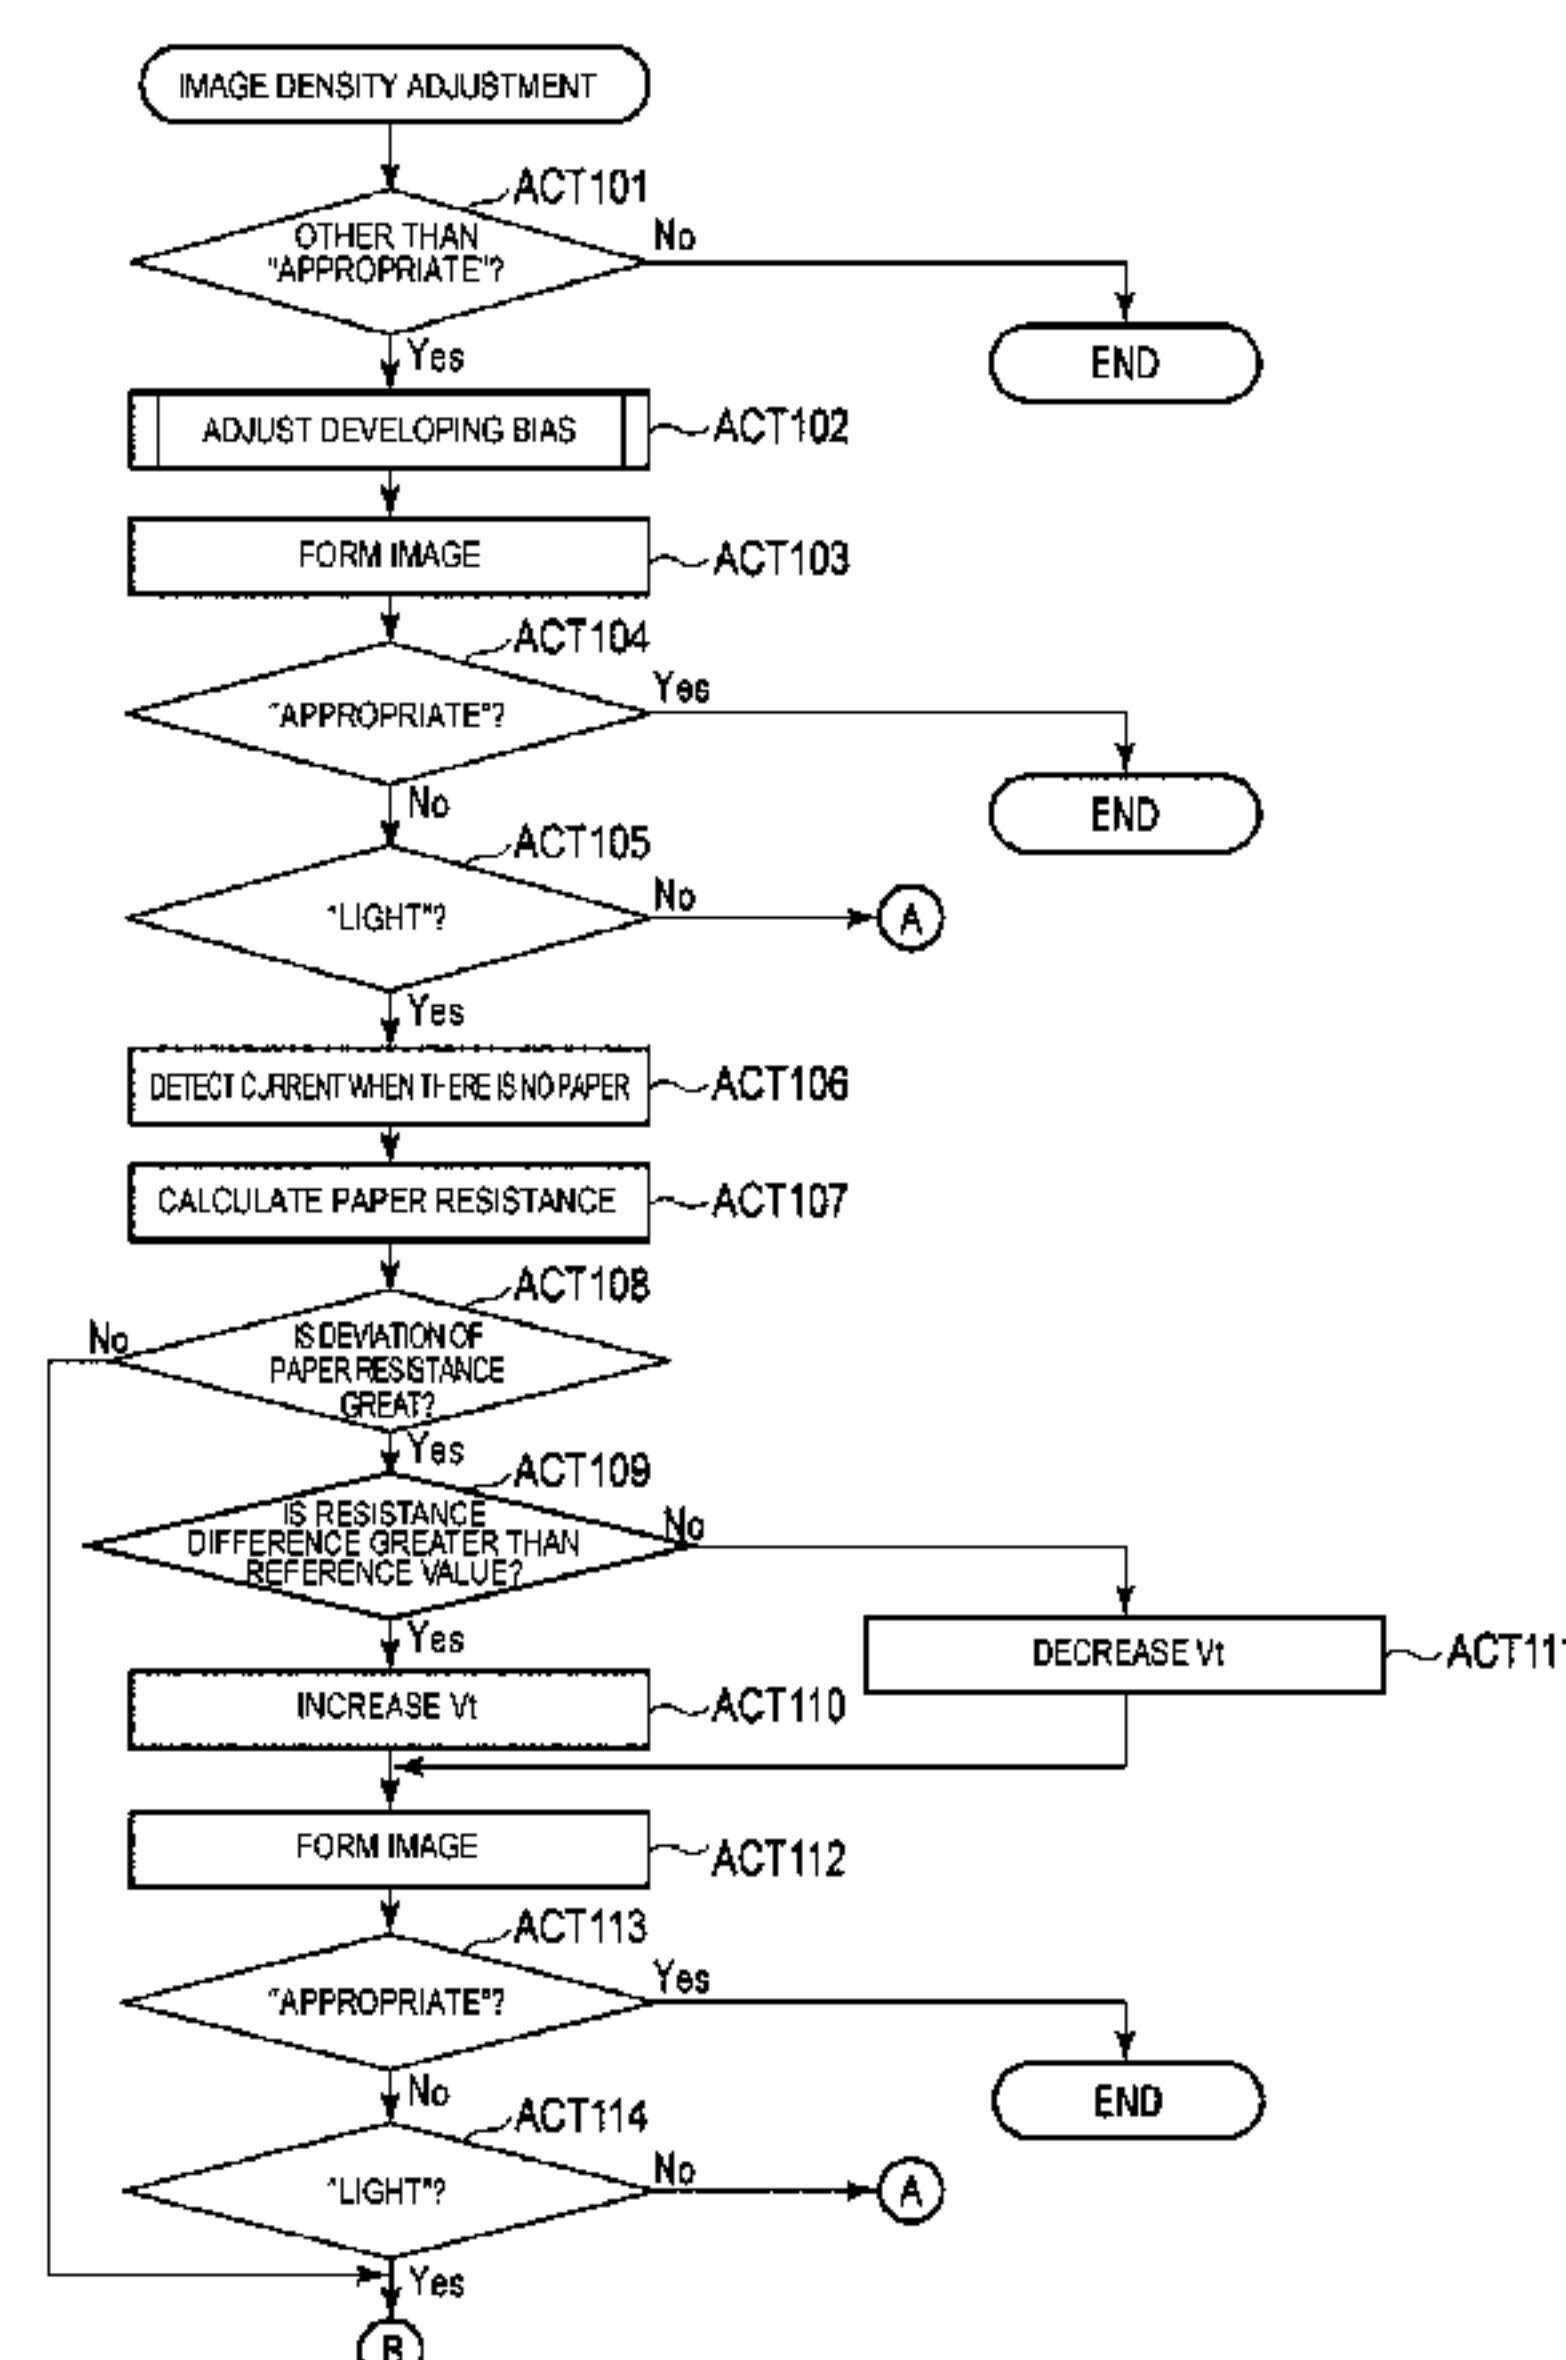 IMAGE DENSITY ADJUSTMENT
ACT101
OTHER THAN
"APPROPRIATE"?
No
END
Yes
ADJUST DEVELOPING BIAS
ACT102
FORM IMAGE
ACT103
ACT104
"APPROPRIATE"?
Yes
END
No
ACT105
"LIGHT"?
No
A
Yes
DETECT CURRENT WHEN THERE IS NO PAPER
ACT106
CALCULATE PAPER RESISTANCE
ACT107
ACT108
No
IS DEVIATION OF
PAPER RESISTANCE
GREAT?
Yes
ACT109
IS RESISTANCE
DIFFERENCE GREATER THAN
REFERENCE VALUE?
No
Yes
DECREASE Vt
ACT111
INCREASE Vt
ACT110
FORM IMAGE
ACT112
ACT113
"APPROPRIATE"?
Yes
END
No
ACT114
"LIGHT"?
No
A
Yes
B